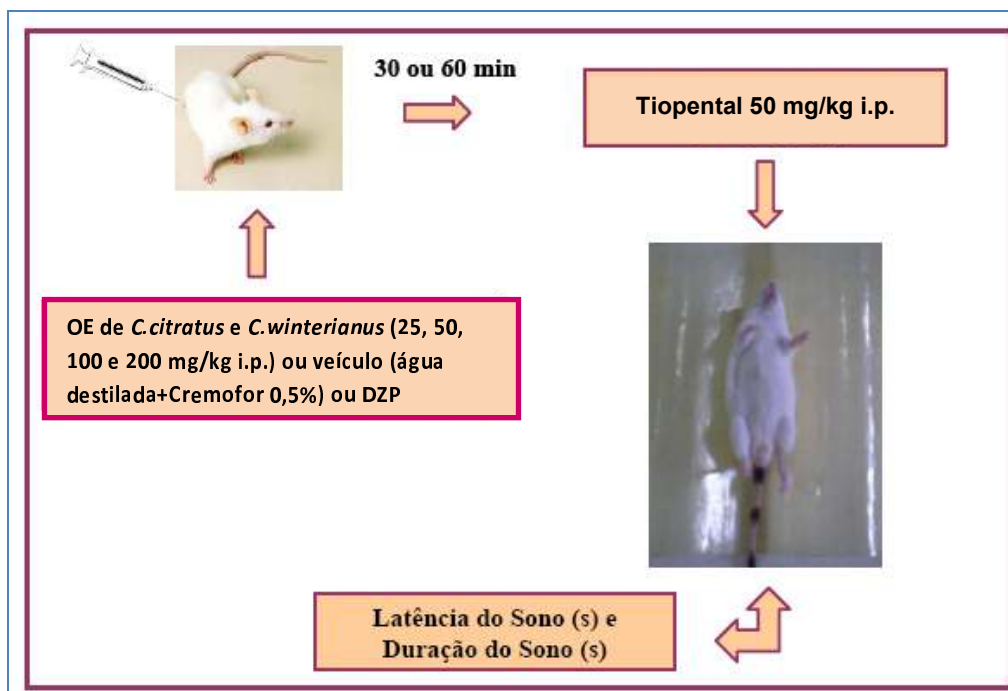 30 ou 60 min
Tiopental 50 mg/kg i.p.
OE de C.citratus e C.winterianus (25, 50,
100 e 200 mg/kg i.p.) ou veículo (água
destilada+Cremofor 0,5%) ou DZP
Latência do Sono (s) e
Duração do Sono (s)